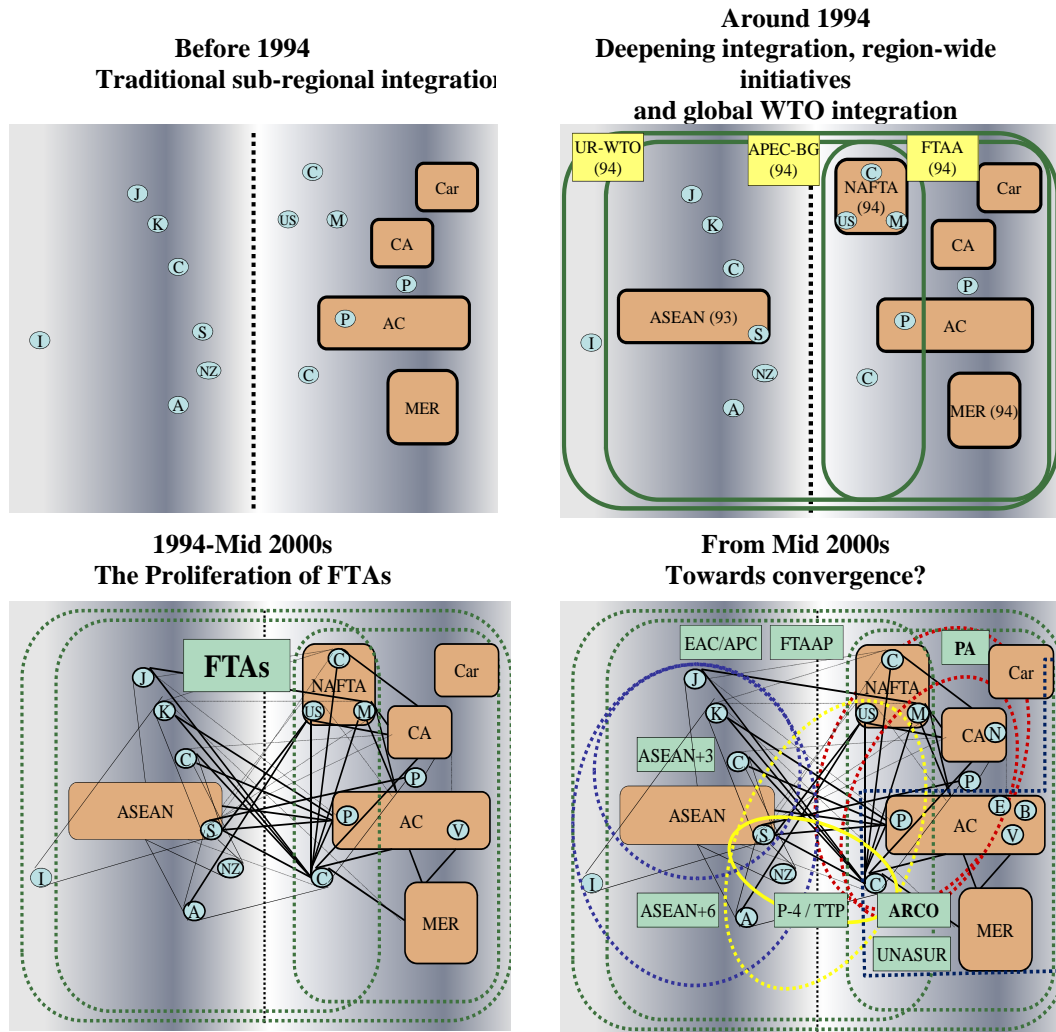 Before 1994
Traditional sub-regional integration
J
K
C
I
S
NZ
A
C
US
M
Car
CA
P
P
AC
C
MER
Around 1994
Deepening integration, region-wide
initiatives
and global WTO integration
UR-WTO
(94)
APEC-BG
(94)
FTAA
(94)
J
K
C
ASEAN (93)
S
I
NZ
A
C
NAFTA
(94)
US
M
Car
CA
P
P
AC
C
MER (94)
1994-Mid 2000s
The Proliferation of FTAs
FTAs
J
K
C
ASEAN
S
I
NZ
A
C
NAFTA
US
M
Car
CA
P
P
AC
V
C
MER
From Mid 2000s
Towards convergence?
EAC/APC
FTAAP
PA
J
K
C
ASEAN+3
ASEAN
S
I
NZ
A
ASEAN+6
P-4 / TTP
ARCO
UNASUR
C
NAFTA
US
M
Car
CA
N
P
P
AC
E
B
V
C
MER